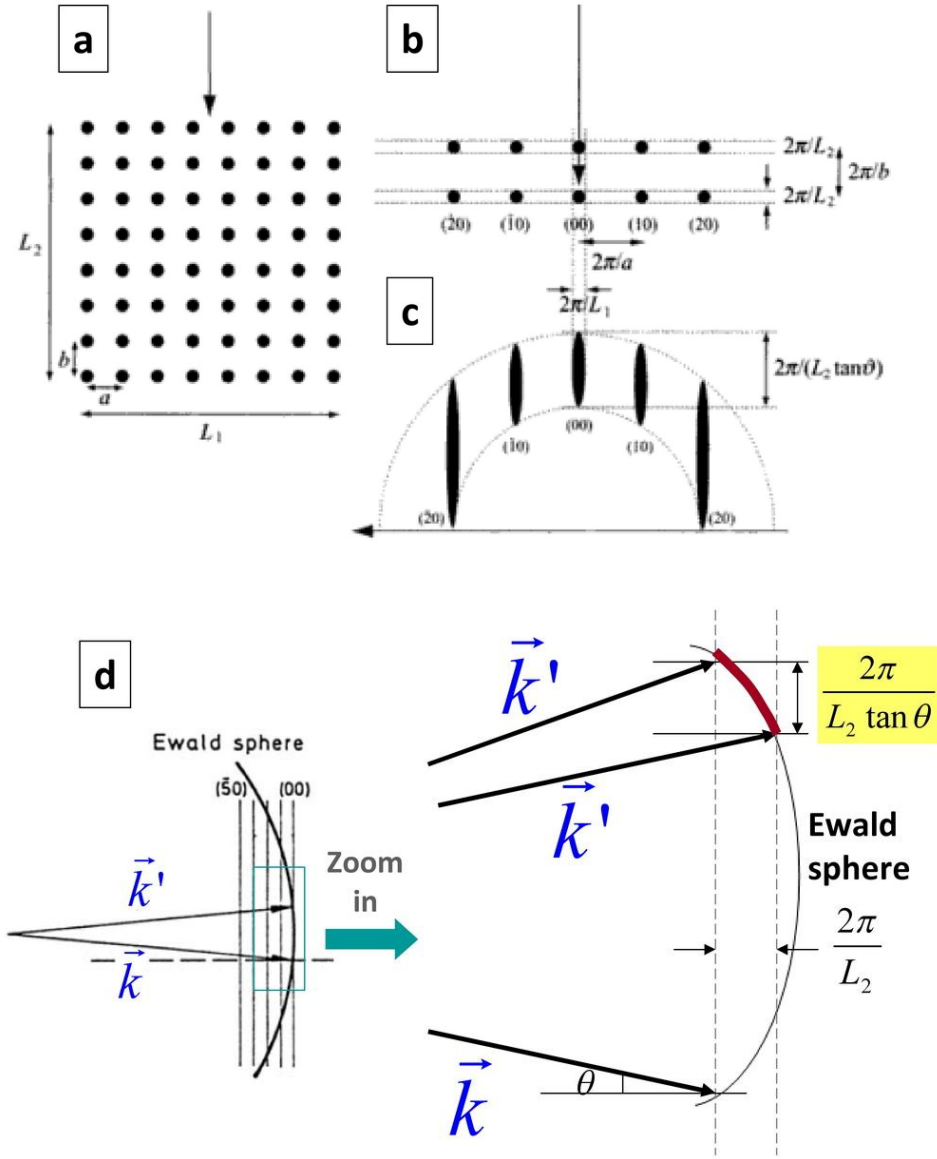 a
L₂
b
a
L₁
b
2π/L₂
2π/b
2π/L₂
(2̄0)
(1̄0)
(00)
(10)
(20)
2π/a
2π/L₁
c
2π/(L₂ tanϑ)
(1̄0)
(00)
(10)
(2̄0)
(20)
d
Ewald sphere
(5̄0)
(00)
k⃗'
k⃗
Zoom
in
k⃗'
k⃗'
2π / (L₂ tan θ)
Ewald
sphere
2π / L₂
θ
k⃗